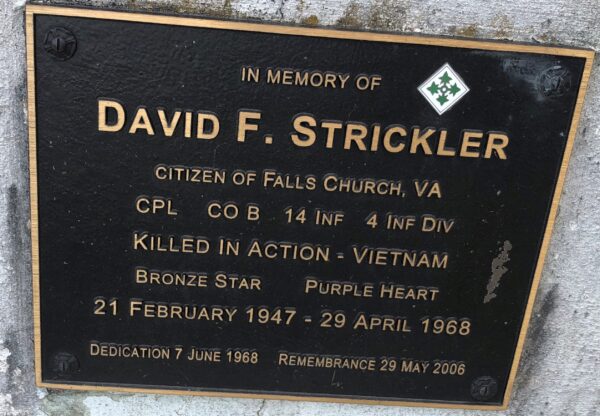 IN MEMORY OF
DAVID F. STRICKLER
CITIZEN OF FALLS CHURCH, VA
CPL CO B 14 INF 4 INF DIV
KILLED IN ACTION - VIETNAM
BRONZE STAR PURPLE HEART
21 FEBRUARY 1947 - 29 APRIL 1968
DEDICATION 7 JUNE 1968 REMEMBRANCE 29 MAY 2006